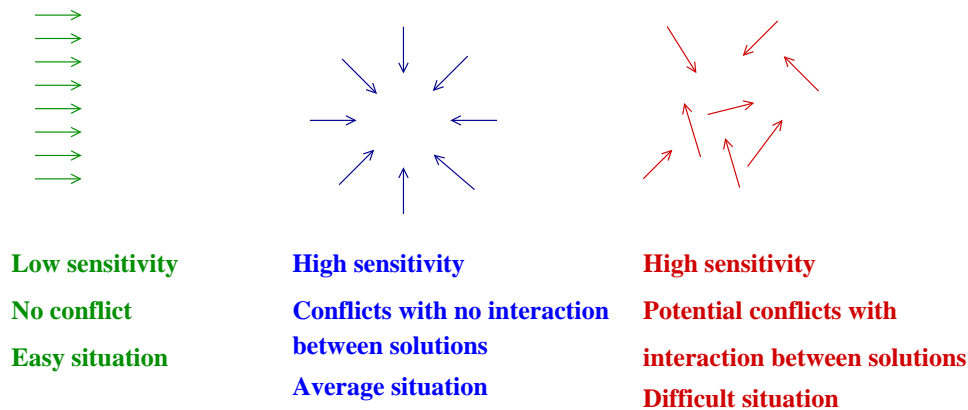 Low sensitivity
No conflict
Easy situation
High sensitivity
Conflicts with no interaction
between solutions
Average situation
High sensitivity
Potential conflicts with
interaction between solutions
Difficult situation